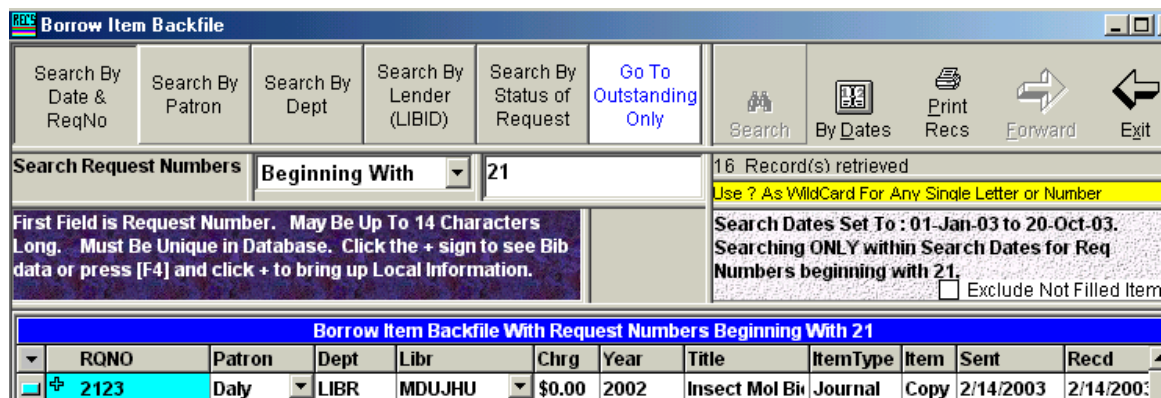 REC'S Borrow Item Backfile
Search By Date & ReqNo
Search By Patron
Search By Dept
Search By Lender (LIBID)
Search By Status of Request
Go To Outstanding Only
Search
By Dates
Print Recs
Forward
Exit
Search Request Numbers
Beginning With
21
16 Record(s) retrieved
Use ? As WildCard For Any Single Letter or Number
First Field is Request Number. May Be Up To 14 Characters
Long. Must Be Unique in Database. Click the + sign to see Bib
data or press [F4] and click + to bring up Local Information.
Search Dates Set To : 01-Jan-03 to 20-Oct-03.
Searching ONLY within Search Dates for Req
Numbers beginning with 21.
Exclude Not Filled Item
Borrow Item Backfile With Request Numbers Beginning With 21
RQNO Patron Dept Libr Chrg Year Title ItemType Item Sent Recd
2123 Daly LIBR MDUJHU $0.00 2002 Insect Mol Bi Journal Copy 2/14/2003 2/14/2003